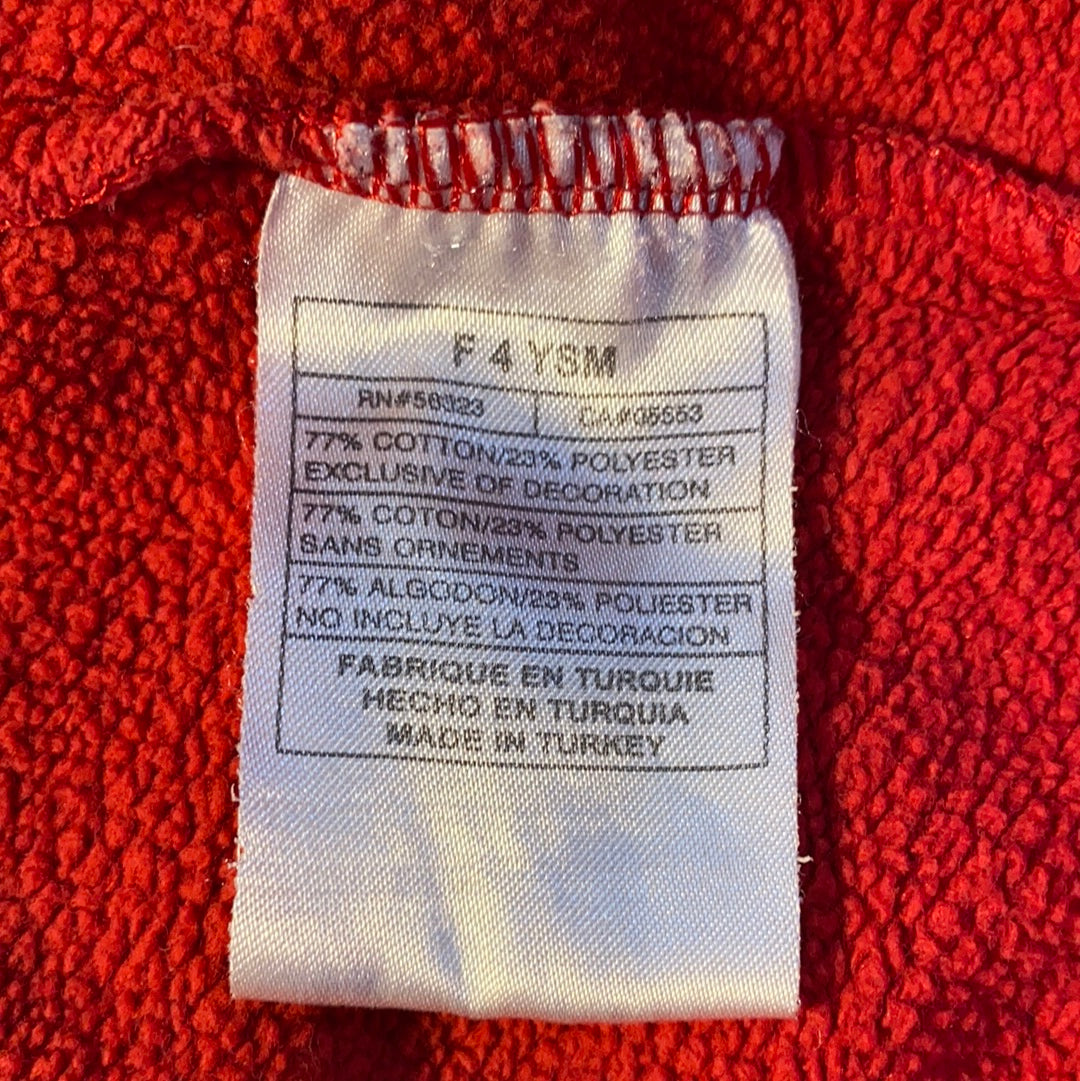 F 4 YSM
RN#56323 CA#05553
77% COTTON/23% POLYESTER
EXCLUSIVE OF DECORATION
77% COTON/23% POLYESTER
SANS ORNEMENTS
77% ALGODON/23% POLIESTER
NO INCLUYE LA DECORACION
FABRIQUE EN TURQUIE
HECHO EN TURQUIA
MADE IN TURKEY